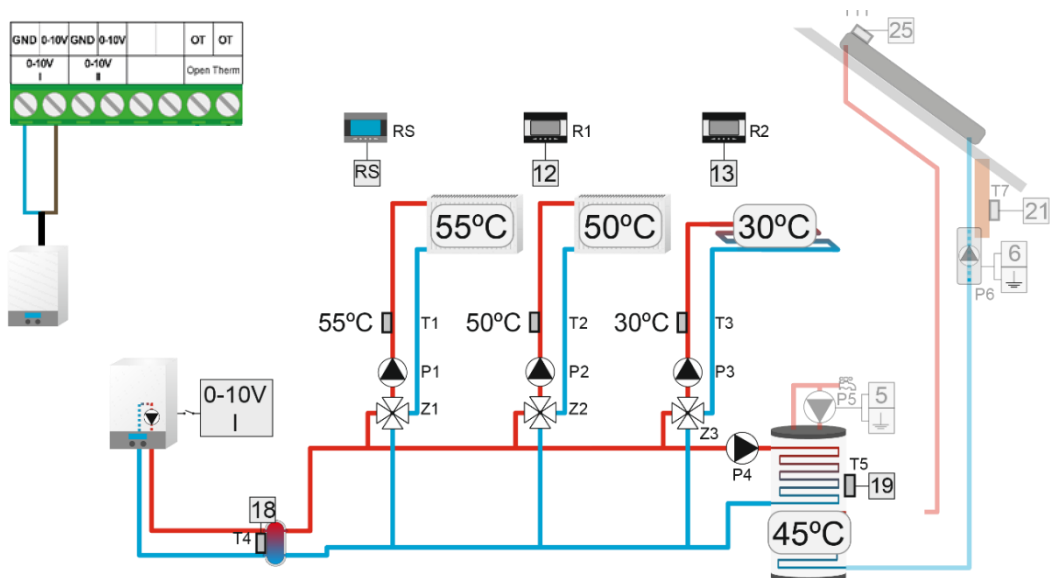 GND 0-10V GND 0-10V OT OT
0-10V 0-10V Open Therm
I II
25
RS R1 R2
RS 12 13
T7
21
55ºC 50ºC 30ºC
6
P6
55ºC T1 50ºC T2 30ºC T3
P1 P2 P3
0-10V
I
P5 5
Z1 Z2 Z3
P4
T5
19
18
T4
45ºC